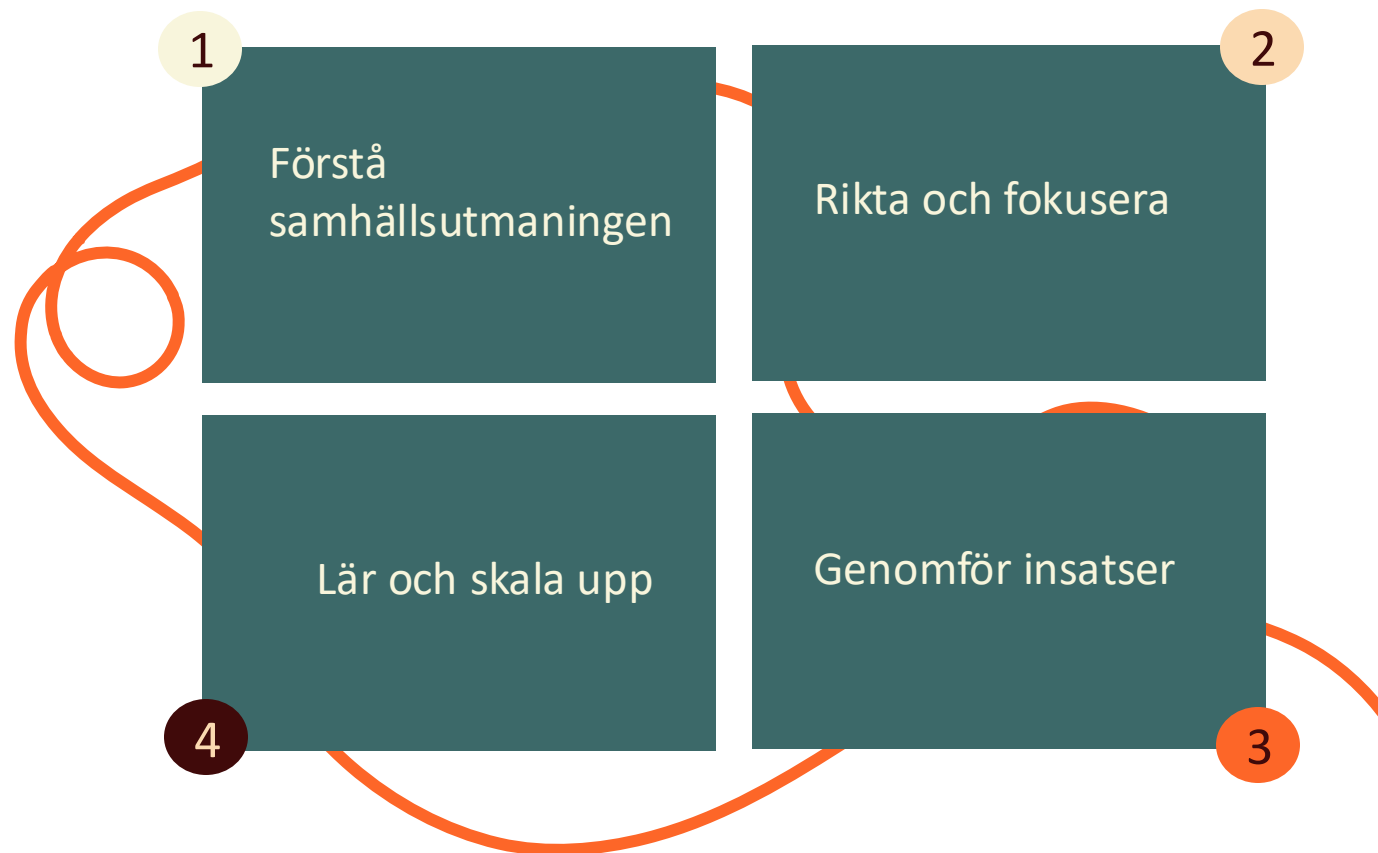 1
Förstå
samhällsutmaningen
2
Rikta och fokusera
3
Genomför insatser
4
Lär och skala upp